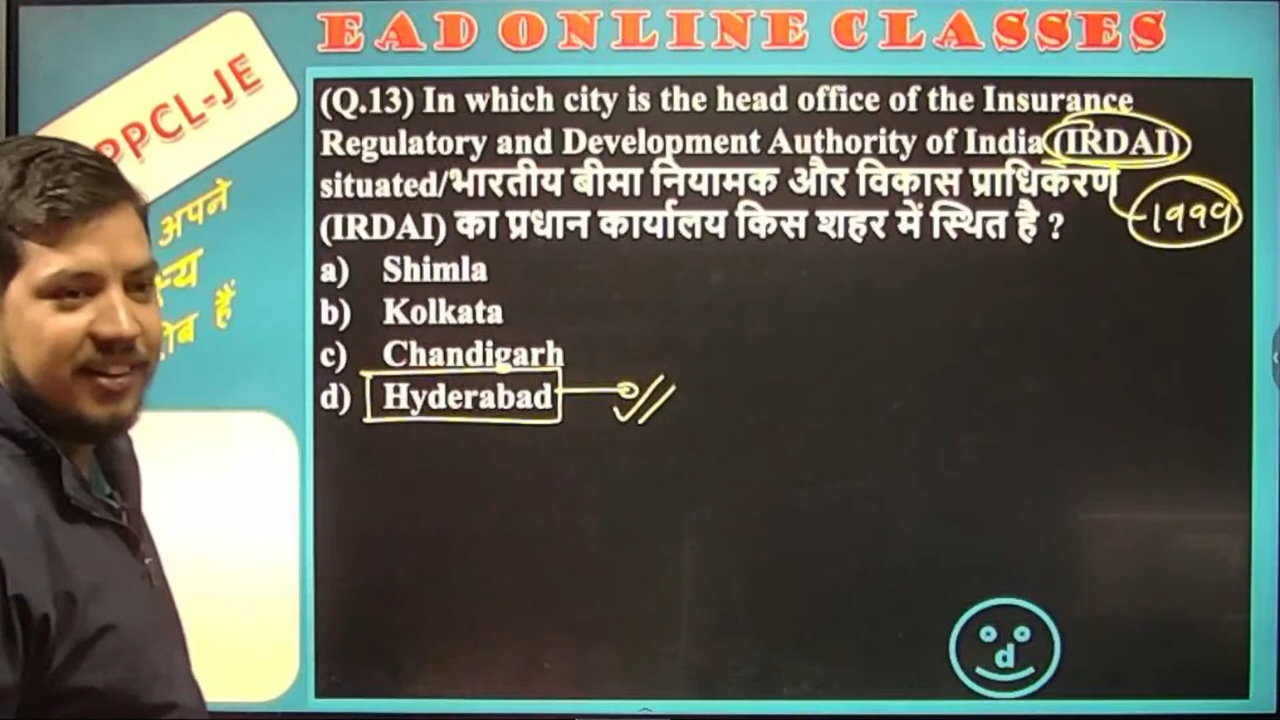 EAD ONLINE CLASSES
PPCL-JE
अपने
हैं
(Q.13) In which city is the head office of the Insurance
Regulatory and Development Authority of India (IRDAI)
situated/भारतीय बीमा नियामक और विकास प्राधिकरण
(IRDAI) का प्रधान कार्यालय किस शहर में स्थित है ?
1999
a) Shimla
b) Kolkata
c) Chandigarh
d) Hyderabad
d